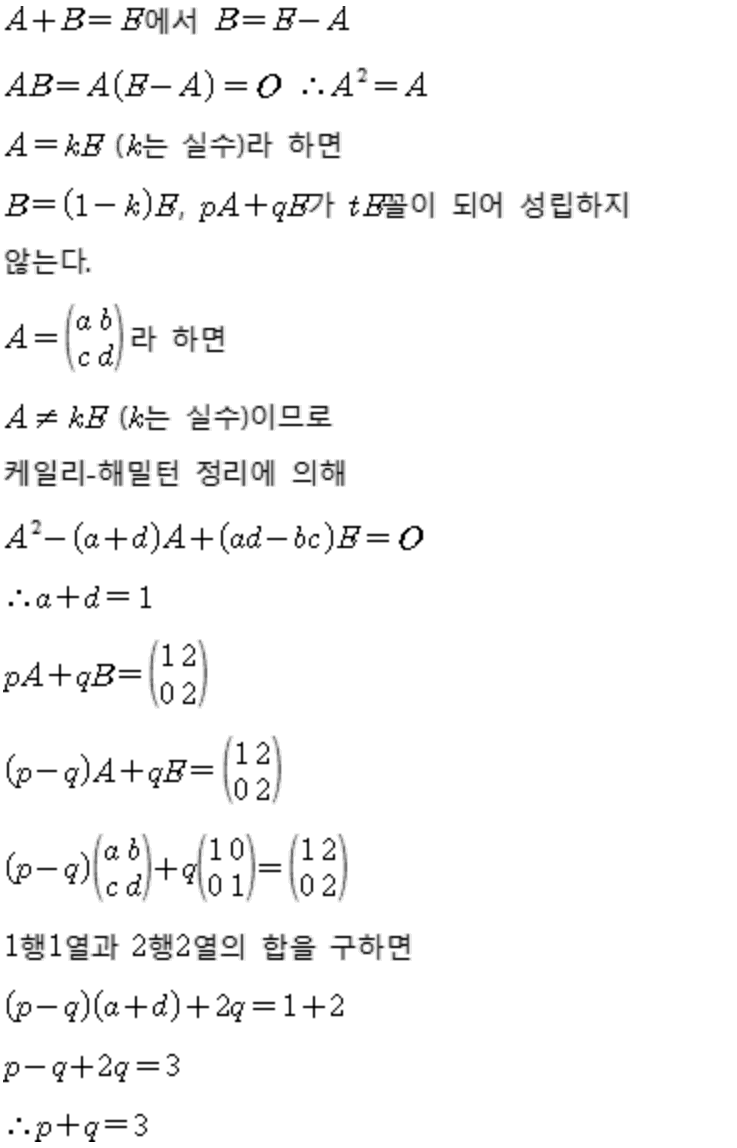 A+B=E에서 B=E-A
AB=A(E-A)=O ∴A²=A
A=kE (k는 실수)라 하면
B=(1-k)E, pA+qE가 tE꼴이 되어 성립하지
않는다.
A=(a b
c d)라 하면
A≠kE (k는 실수)이므로
케일리-해밀턴 정리에 의해
A²-(a+d)A+(ad-bc)E=O
∴a+d=1
pA+qB=(1 2
0 2)
(p-q)A+qE=(1 2
0 2)
(p-q)(a b
c d)+q(1 0
0 1)=(1 2
0 2)
1행1열과 2행2열의 합을 구하면
(p-q)(a+d)+2q=1+2
p-q+2q=3
∴p+q=3